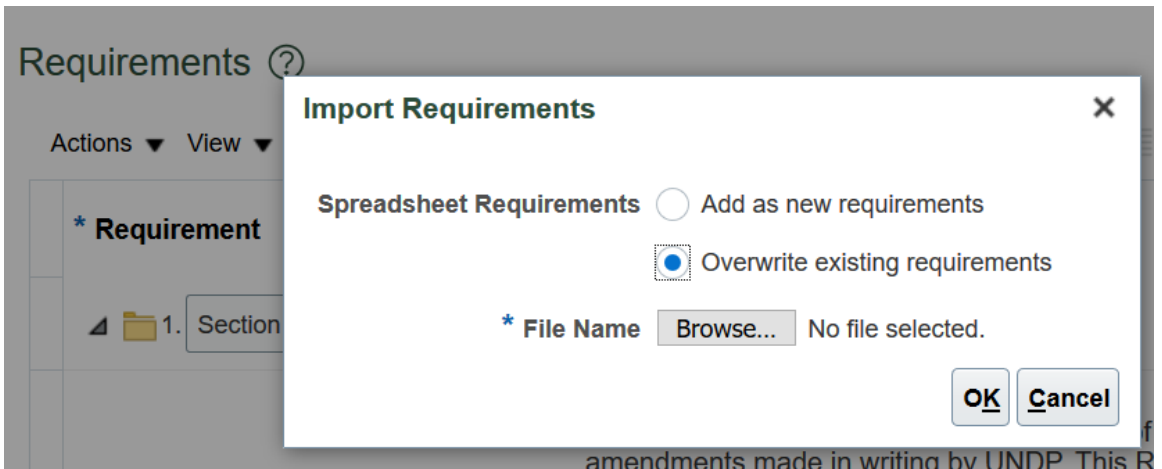 Requirements ?
Import Requirements ×
Actions View
Spreadsheet Requirements Add as new requirements
* Requirement
Overwrite existing requirements
1. Section
* File Name Browse... No file selected.
OK Cancel
amendments made in writing by UNDP. This R